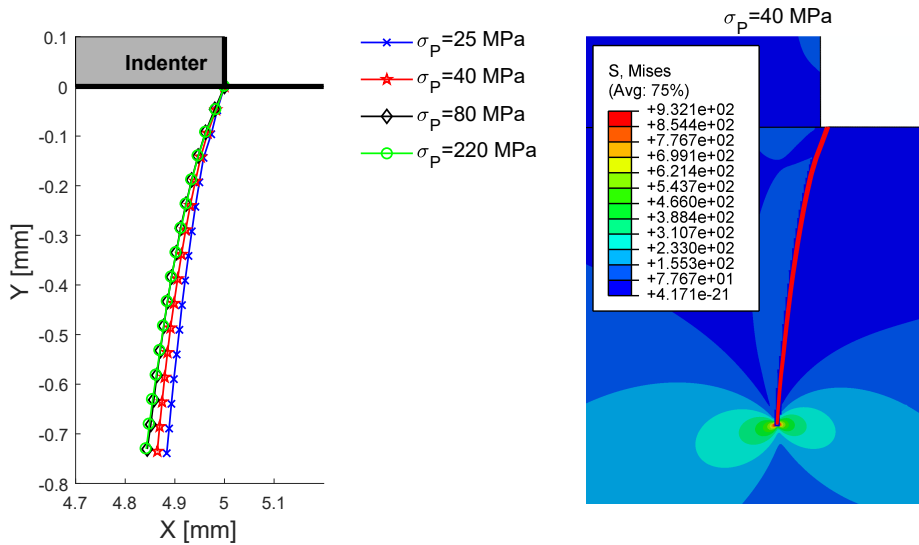 0.1
0
-0.1
-0.2
-0.3
-0.4
-0.5
-0.6
-0.7
-0.8
Y [mm]
4.7 4.8 4.9 5 5.1
X [mm]
Indenter
σP=25 MPa
σP=40 MPa
σP=80 MPa
σP=220 MPa
σP=40 MPa
S, Mises
(Avg: 75%)
+9.321e+02
+8.544e+02
+7.767e+02
+6.991e+02
+6.214e+02
+5.437e+02
+4.660e+02
+3.884e+02
+3.107e+02
+2.330e+02
+1.553e+02
+7.767e+01
+4.171e-21